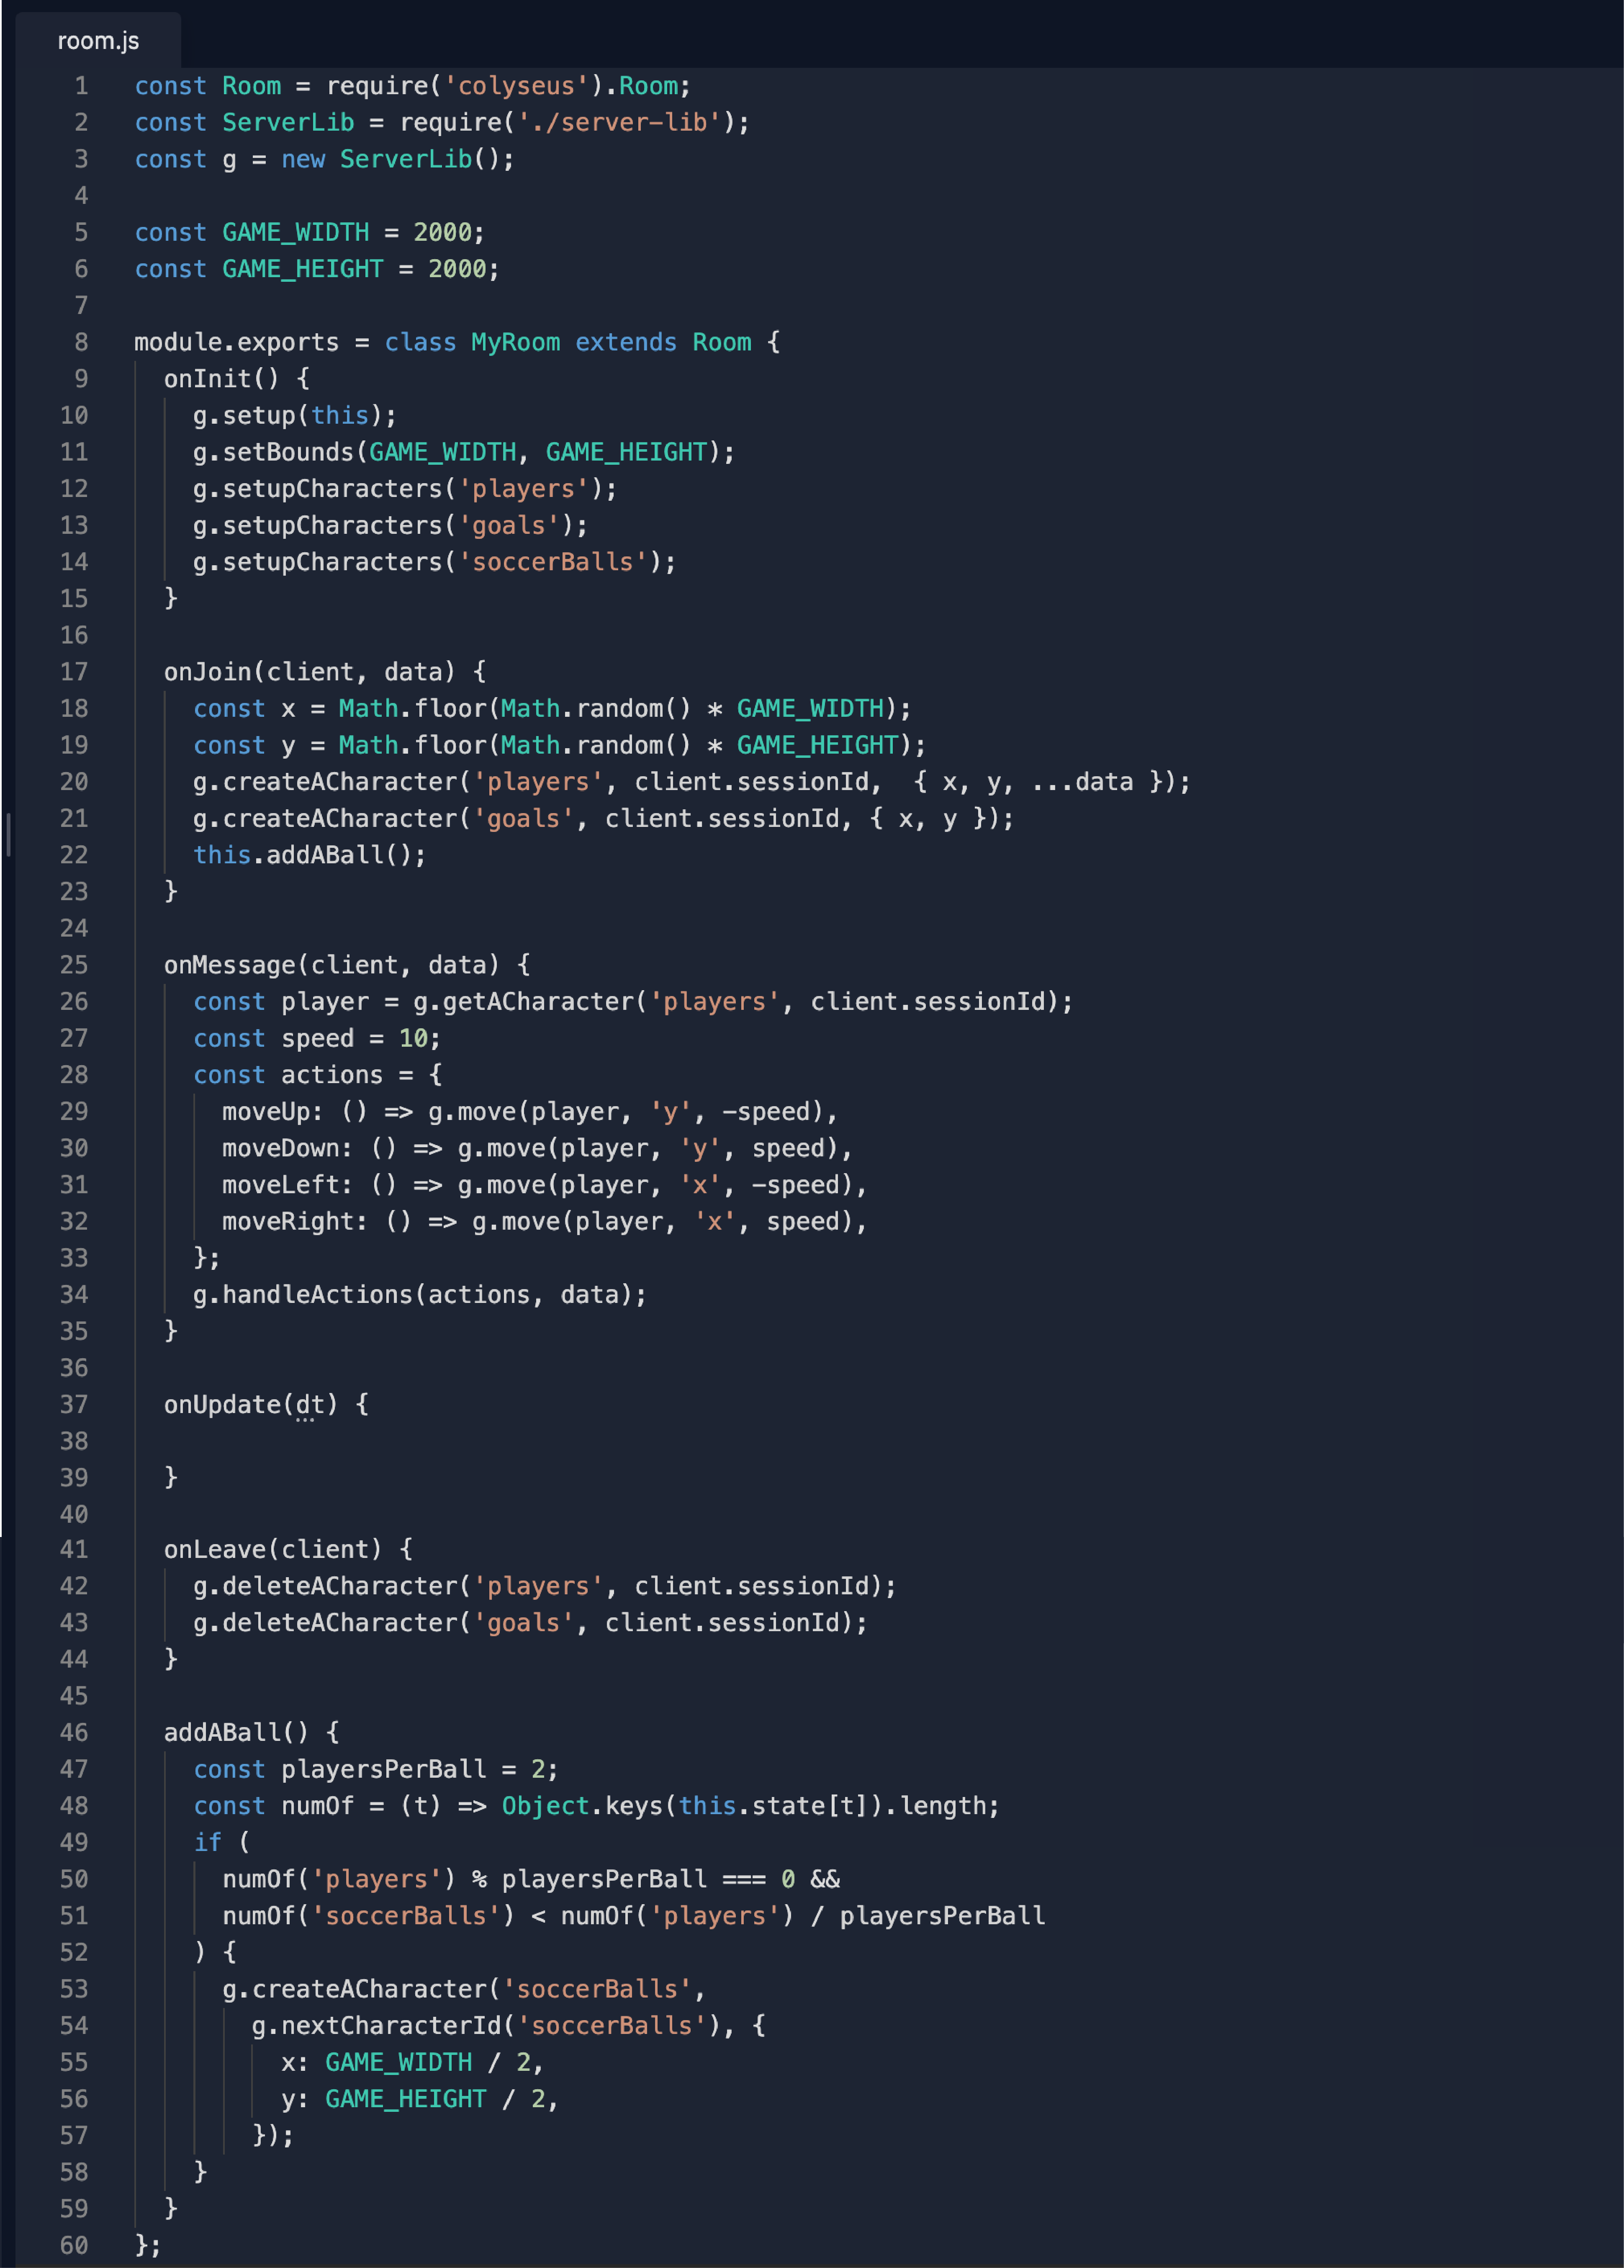 room.js
1 const Room = require('colyseus').Room;
2 const ServerLib = require('./server-lib');
3 const g = new ServerLib();
4
5 const GAME_WIDTH = 2000;
6 const GAME_HEIGHT = 2000;
7
8 module.exports = class MyRoom extends Room {
9   onInit() {
10     g.setup(this);
11     g.setBounds(GAME_WIDTH, GAME_HEIGHT);
12     g.setupCharacters('players');
13     g.setupCharacters('goals');
14     g.setupCharacters('soccerBalls');
15   }
16
17   onJoin(client, data) {
18     const x = Math.floor(Math.random() * GAME_WIDTH);
19     const y = Math.floor(Math.random() * GAME_HEIGHT);
20     g.createACharacter('players', client.sessionId,  { x, y, ...data });
21     g.createACharacter('goals', client.sessionId, { x, y });
22     this.addABall();
23   }
24
25   onMessage(client, data) {
26     const player = g.getACharacter('players', client.sessionId);
27     const speed = 10;
28     const actions = {
29       moveUp: () => g.move(player, 'y', -speed),
30       moveDown: () => g.move(player, 'y', speed),
31       moveLeft: () => g.move(player, 'x', -speed),
32       moveRight: () => g.move(player, 'x', speed),
33     };
34     g.handleActions(actions, data);
35   }
36
37   onUpdate(dt) {
38
39   }
40
41   onLeave(client) {
42     g.deleteACharacter('players', client.sessionId);
43     g.deleteACharacter('goals', client.sessionId);
44   }
45
46   addABall() {
47     const playersPerBall = 2;
48     const numOf = (t) => Object.keys(this.state[t]).length;
49     if (
50       numOf('players') % playersPerBall === 0 &&
51       numOf('soccerBalls') < numOf('players') / playersPerBall
52     ) {
53       g.createACharacter('soccerBalls',
54         g.nextCharacterId('soccerBalls'), {
55           x: GAME_WIDTH / 2,
56           y: GAME_HEIGHT / 2,
57         });
58     }
59   }
60 };